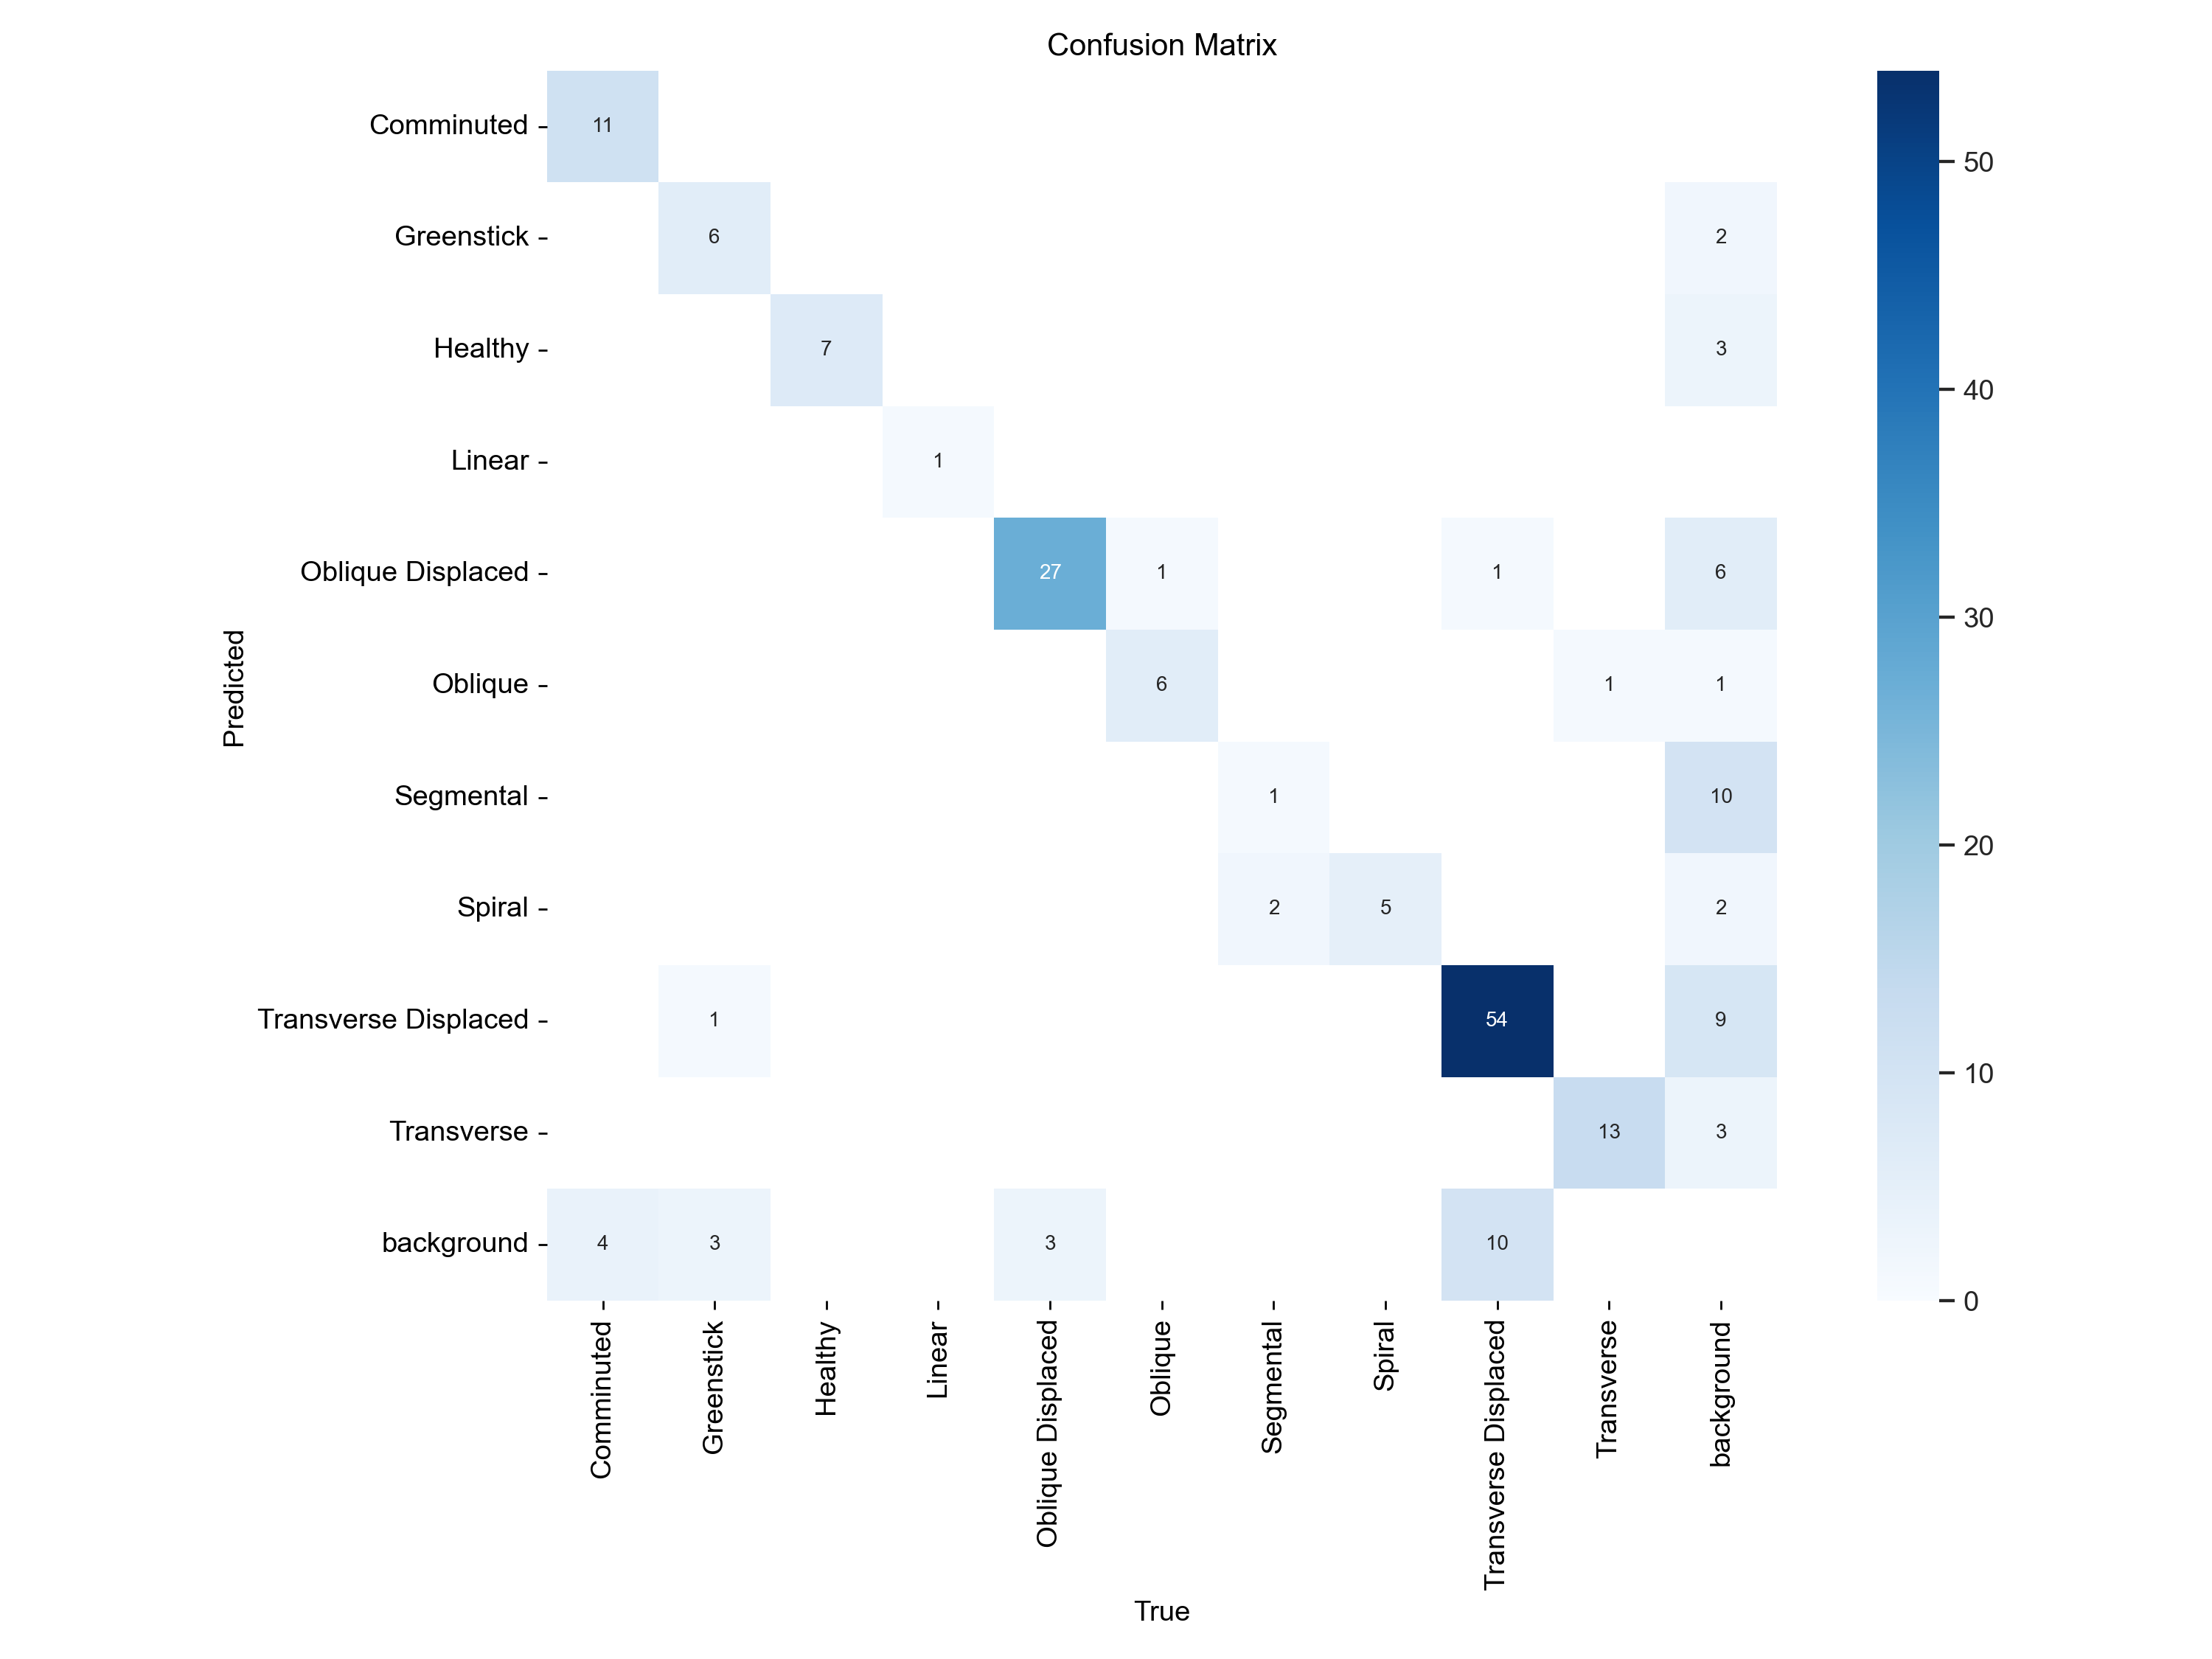 Confusion Matrix
Comminuted 11
Greenstick 6 2
Healthy 7 3
Linear 1
Oblique Displaced 27 1 1 6
Oblique 6 1 1
Segmental 1 10
Spiral 2 5 2
Transverse Displaced 1 54 9
Transverse 13 3
background 4 3 3 10
Predicted
Comminuted
Greenstick
Healthy
Linear
Oblique Displaced
Oblique
Segmental
Spiral
Transverse Displaced
Transverse
background
True
50
40
30
20
10
0